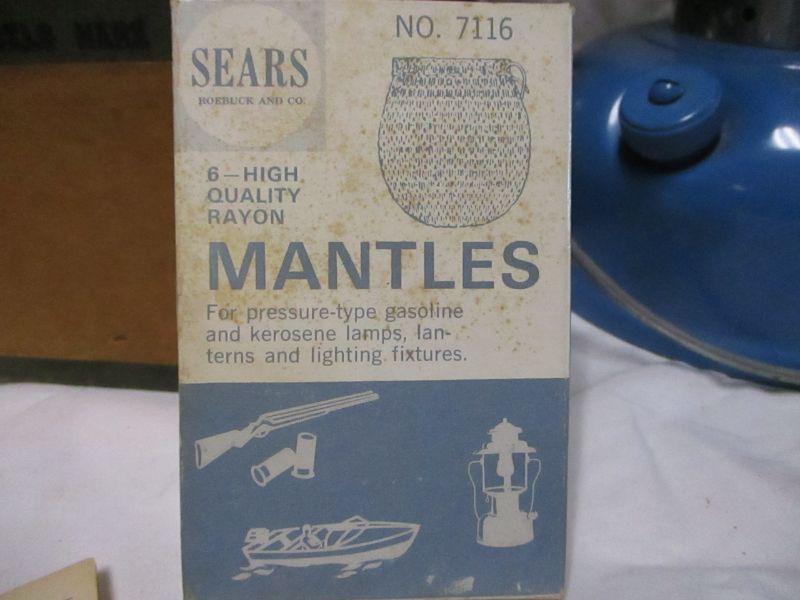 SEARS
ROEBUCK AND CO.
NO. 7116
6—HIGH
QUALITY
RAYON
MANTLES
For pressure-type gasoline
and kerosene lamps, lan-
terns and lighting fixtures.